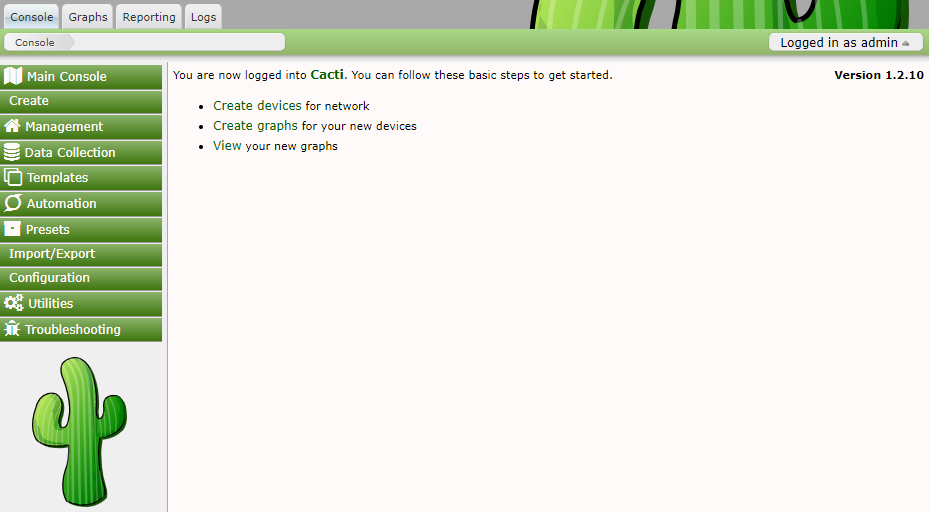 Console Graphs Reporting Logs
Console Logged in as admin
Main Console
Create
Management
Data Collection
Templates
Automation
Presets
Import/Export
Configuration
Utilities
Troubleshooting
You are now logged into Cacti. You can follow these basic steps to get started. Version 1.2.10
Create devices for network
Create graphs for your new devices
View your new graphs